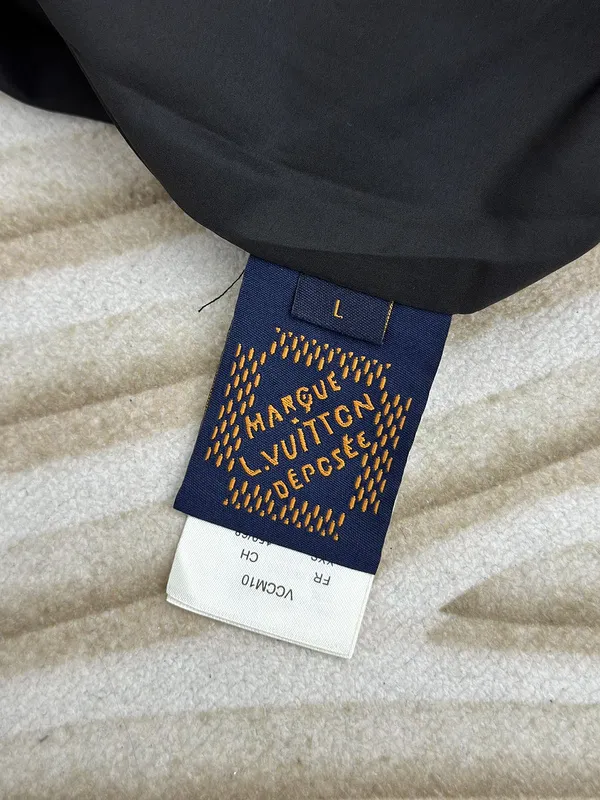 L
MARQUE
L.VUITTON
DÉPOSÉE
VCCM10
FR CH